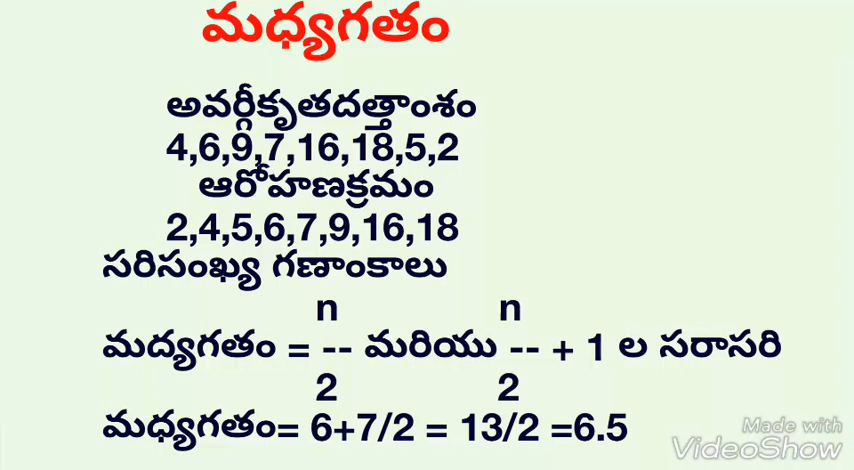 మధ్యగతం
అవర్గీకృతదత్తాంశం
4,6,9,7,16,18,5,2
ఆరోహణక్రమం
2,4,5,6,7,9,16,18
సరిసంఖ్య గణాంకాలు
n n
మద్యగతం = -- మరియు -- + 1 ల సరాసరి
2 2
మధ్యగతం= 6+7/2 = 13/2 =6.5
Made with
VideoShow